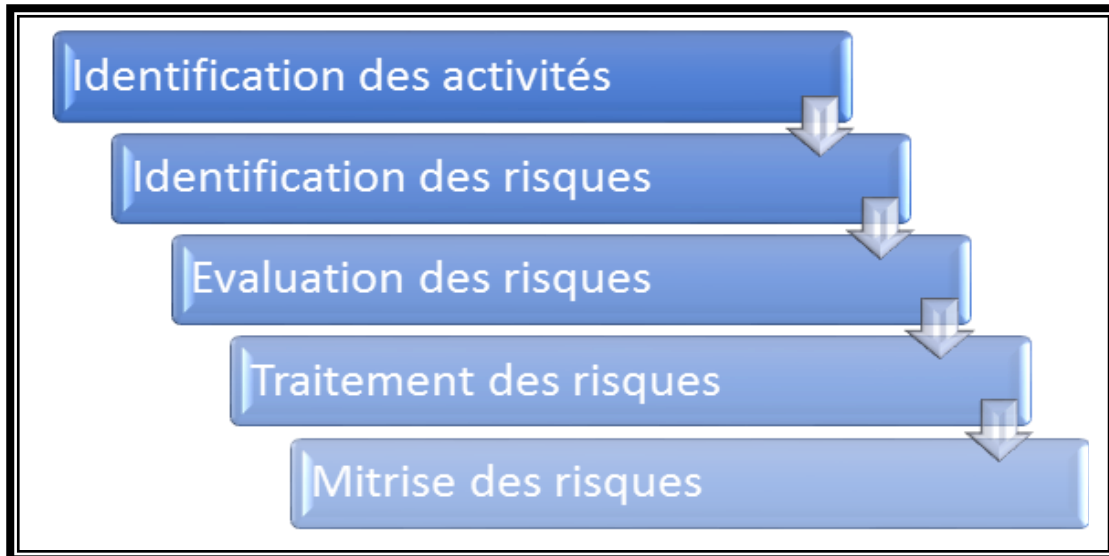 Identification des activités
Identification des risques
Evaluation des risques
Traitement des risques
Mitrise des risques